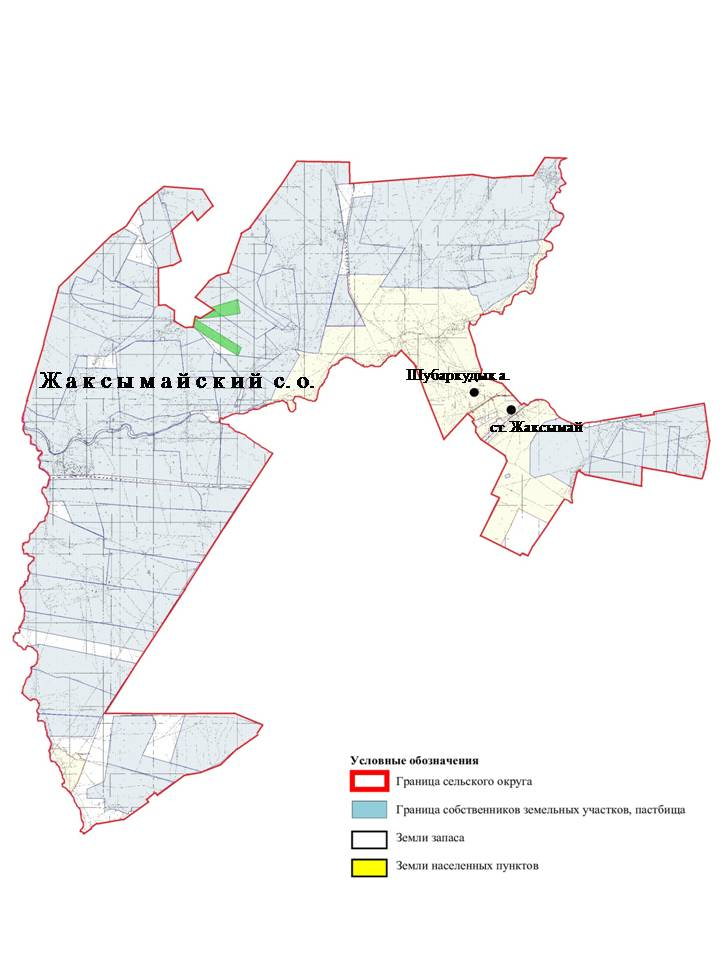 Шубаркудык а.
Жаксымайский с. о.
ст. Жаксымай
Условные обозначения
Граница сельского округа
Граница собственников земельных участков, пастбища
Земли запаса
Земли населенных пунктов